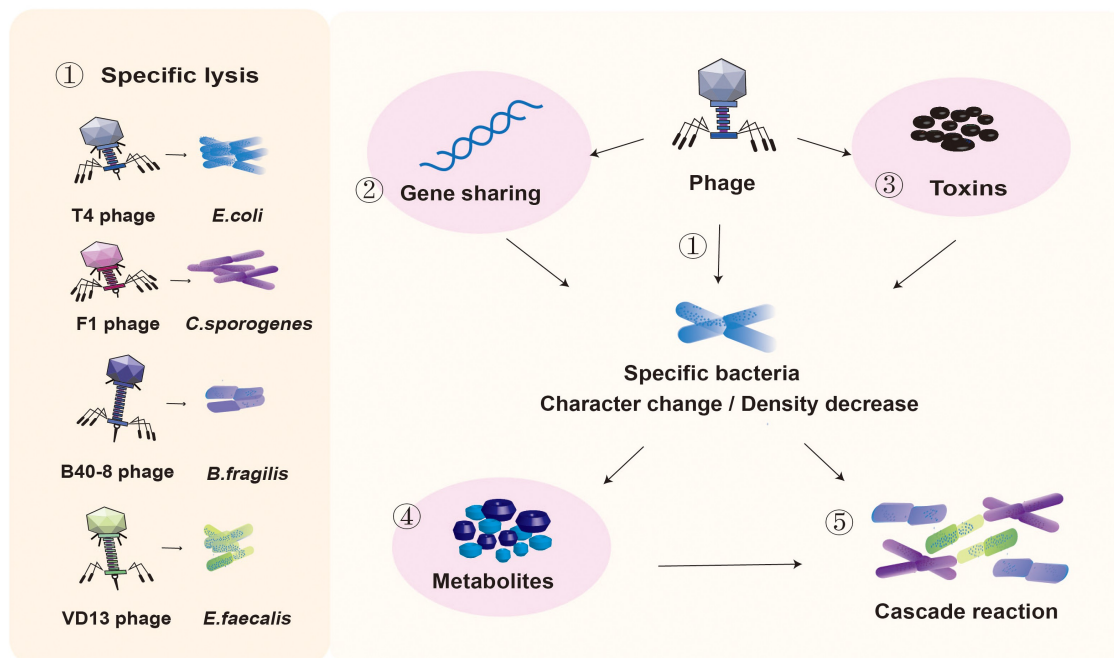 ① Specific lysis
T4 phage
E.coli
F1 phage
C.sporogenes
B40-8 phage
B.fragilis
VD13 phage
E.faecalis
② Gene sharing
Phage
③ Toxins
①
Specific bacteria
Character change / Density decrease
④
Metabolites
⑤
Cascade reaction